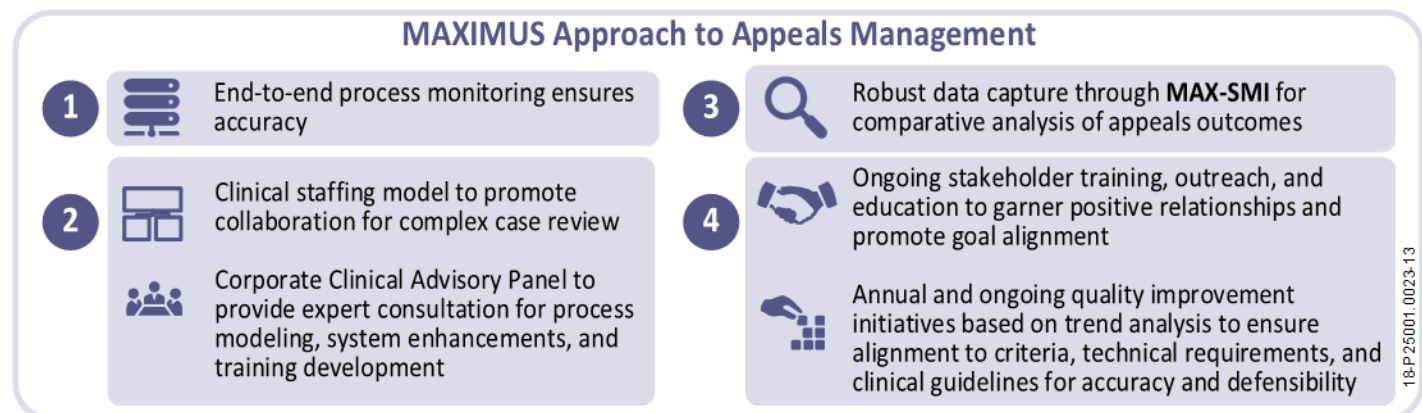 MAXIMUS Approach to Appeals Management
1
End-to-end process monitoring ensures
accuracy
2
Clinical staffing model to promote
collaboration for complex case review
Corporate Clinical Advisory Panel to
provide expert consultation for process
modeling, system enhancements, and
training development
3
Robust data capture through MAX-SMI for
comparative analysis of appeals outcomes
4
Ongoing stakeholder training, outreach, and
education to garner positive relationships and
promote goal alignment
Annual and ongoing quality improvement
initiatives based on trend analysis to ensure
alignment to criteria, technical requirements, and
clinical guidelines for accuracy and defensibility
18-P25001.0023-13